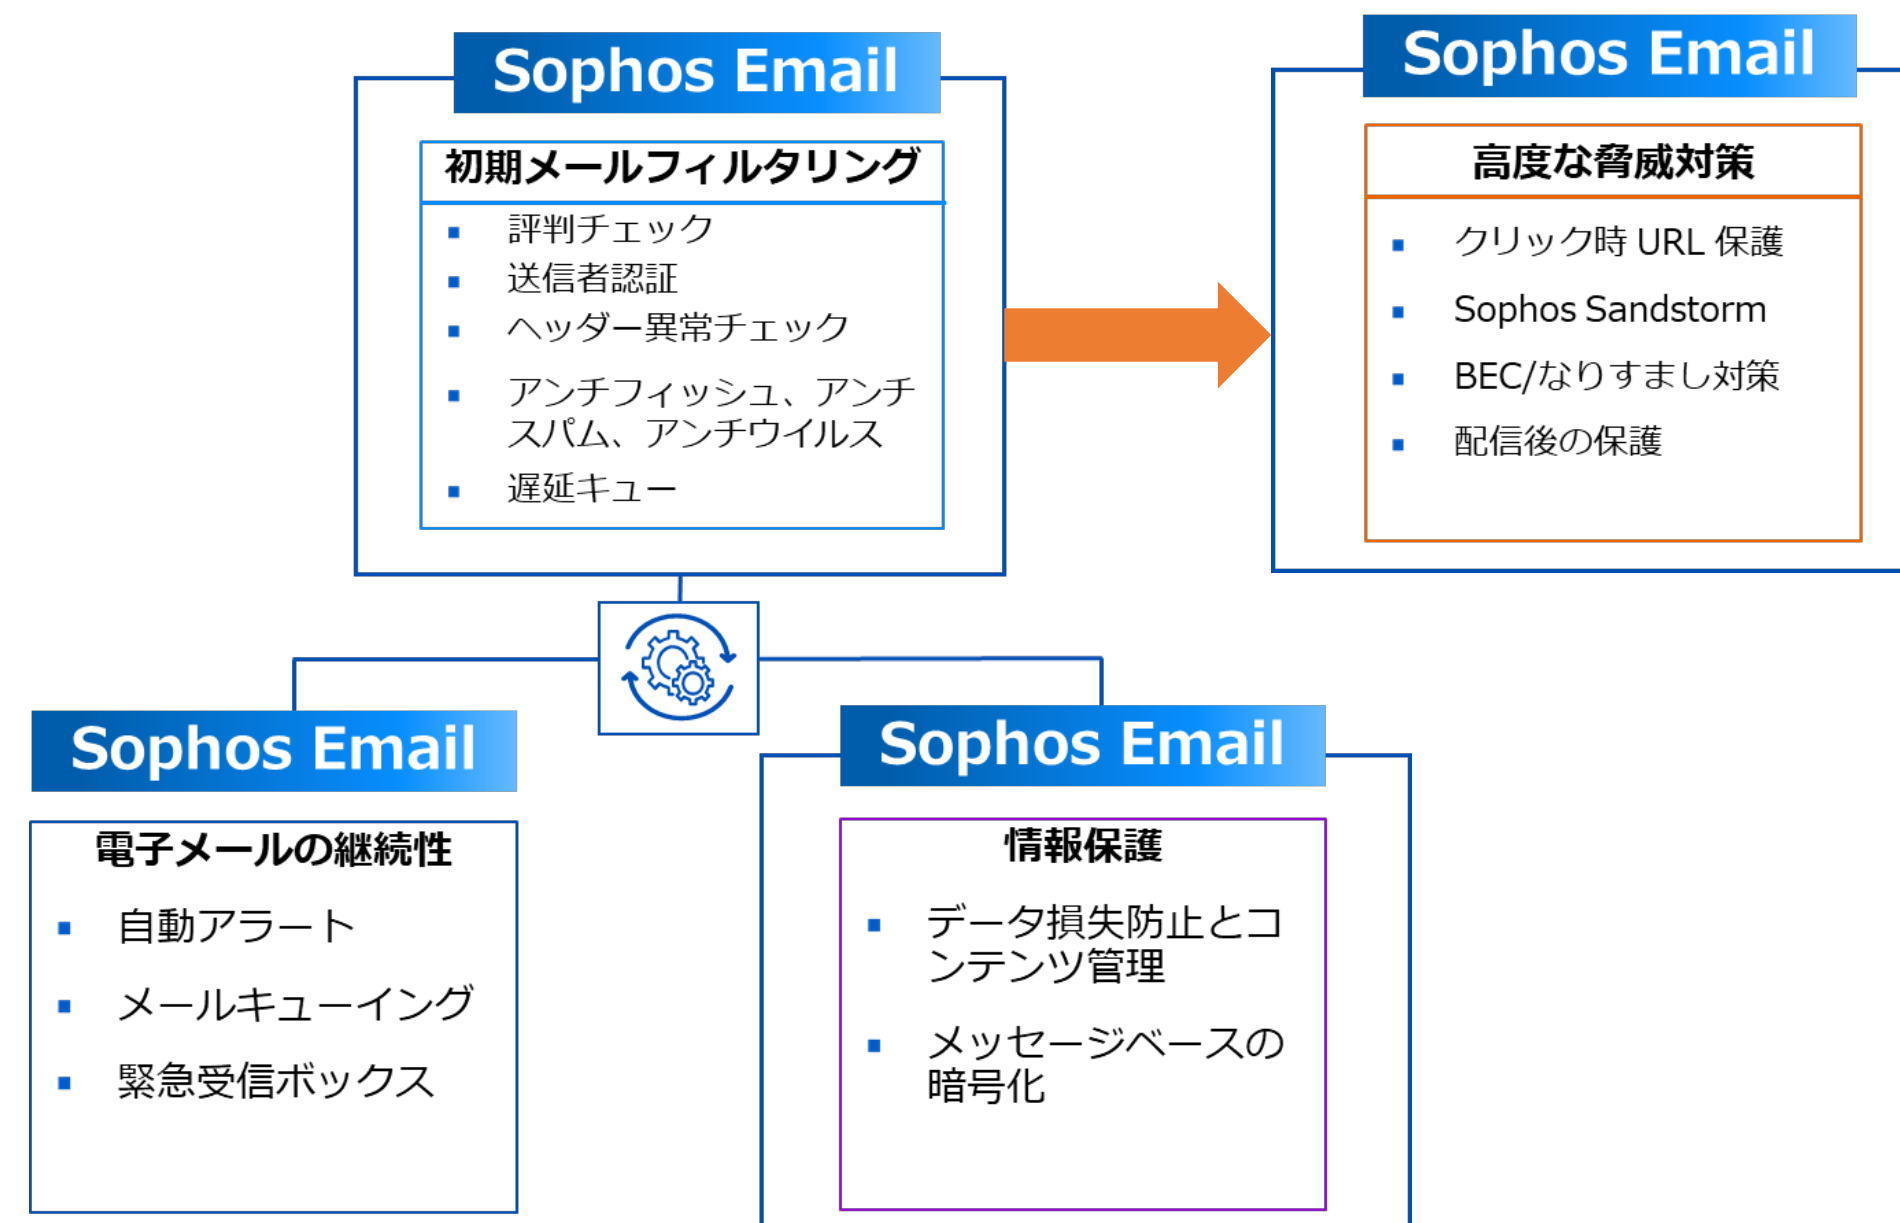 Sophos Email
初期メールフィルタリング
評判チェック
送信者認証
ヘッダー異常チェック
アンチフィッシュ、アンチ
スパム、アンチウイルス
遅延キュー
Sophos Email
高度な脅威対策
クリック時 URL 保護
Sophos Sandstorm
BEC/なりすまし対策
配信後の保護
Sophos Email
電子メールの継続性
自動アラート
メールキューイング
緊急受信ボックス
Sophos Email
情報保護
データ損失防止とコ
ンテンツ管理
メッセージベースの
暗号化